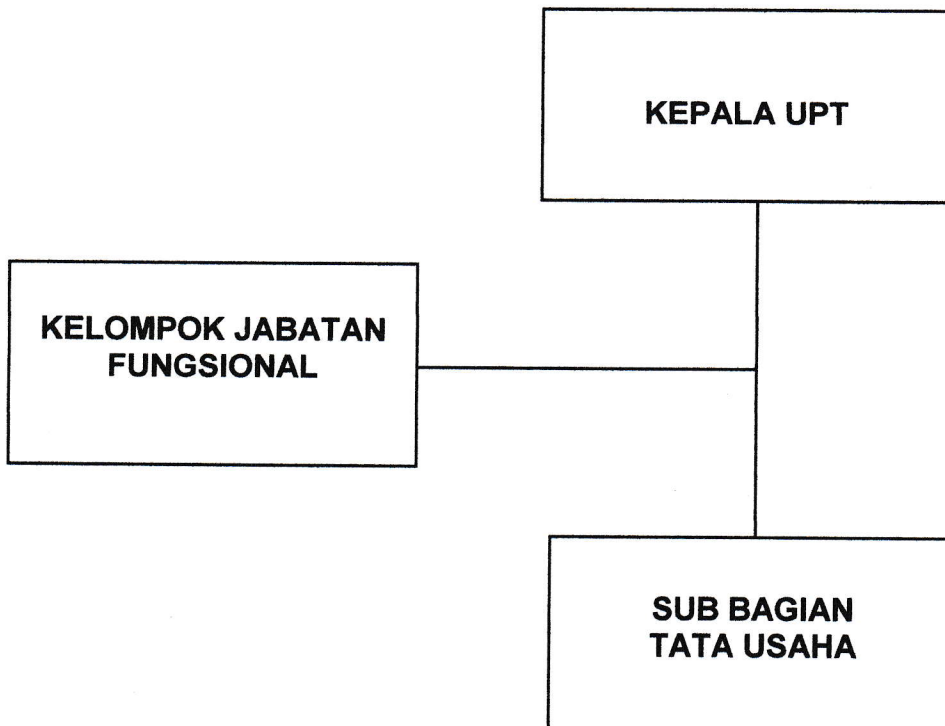 KEPALA UPT
KELOMPOK JABATAN
FUNGSIONAL
SUB BAGIAN
TATA USAHA